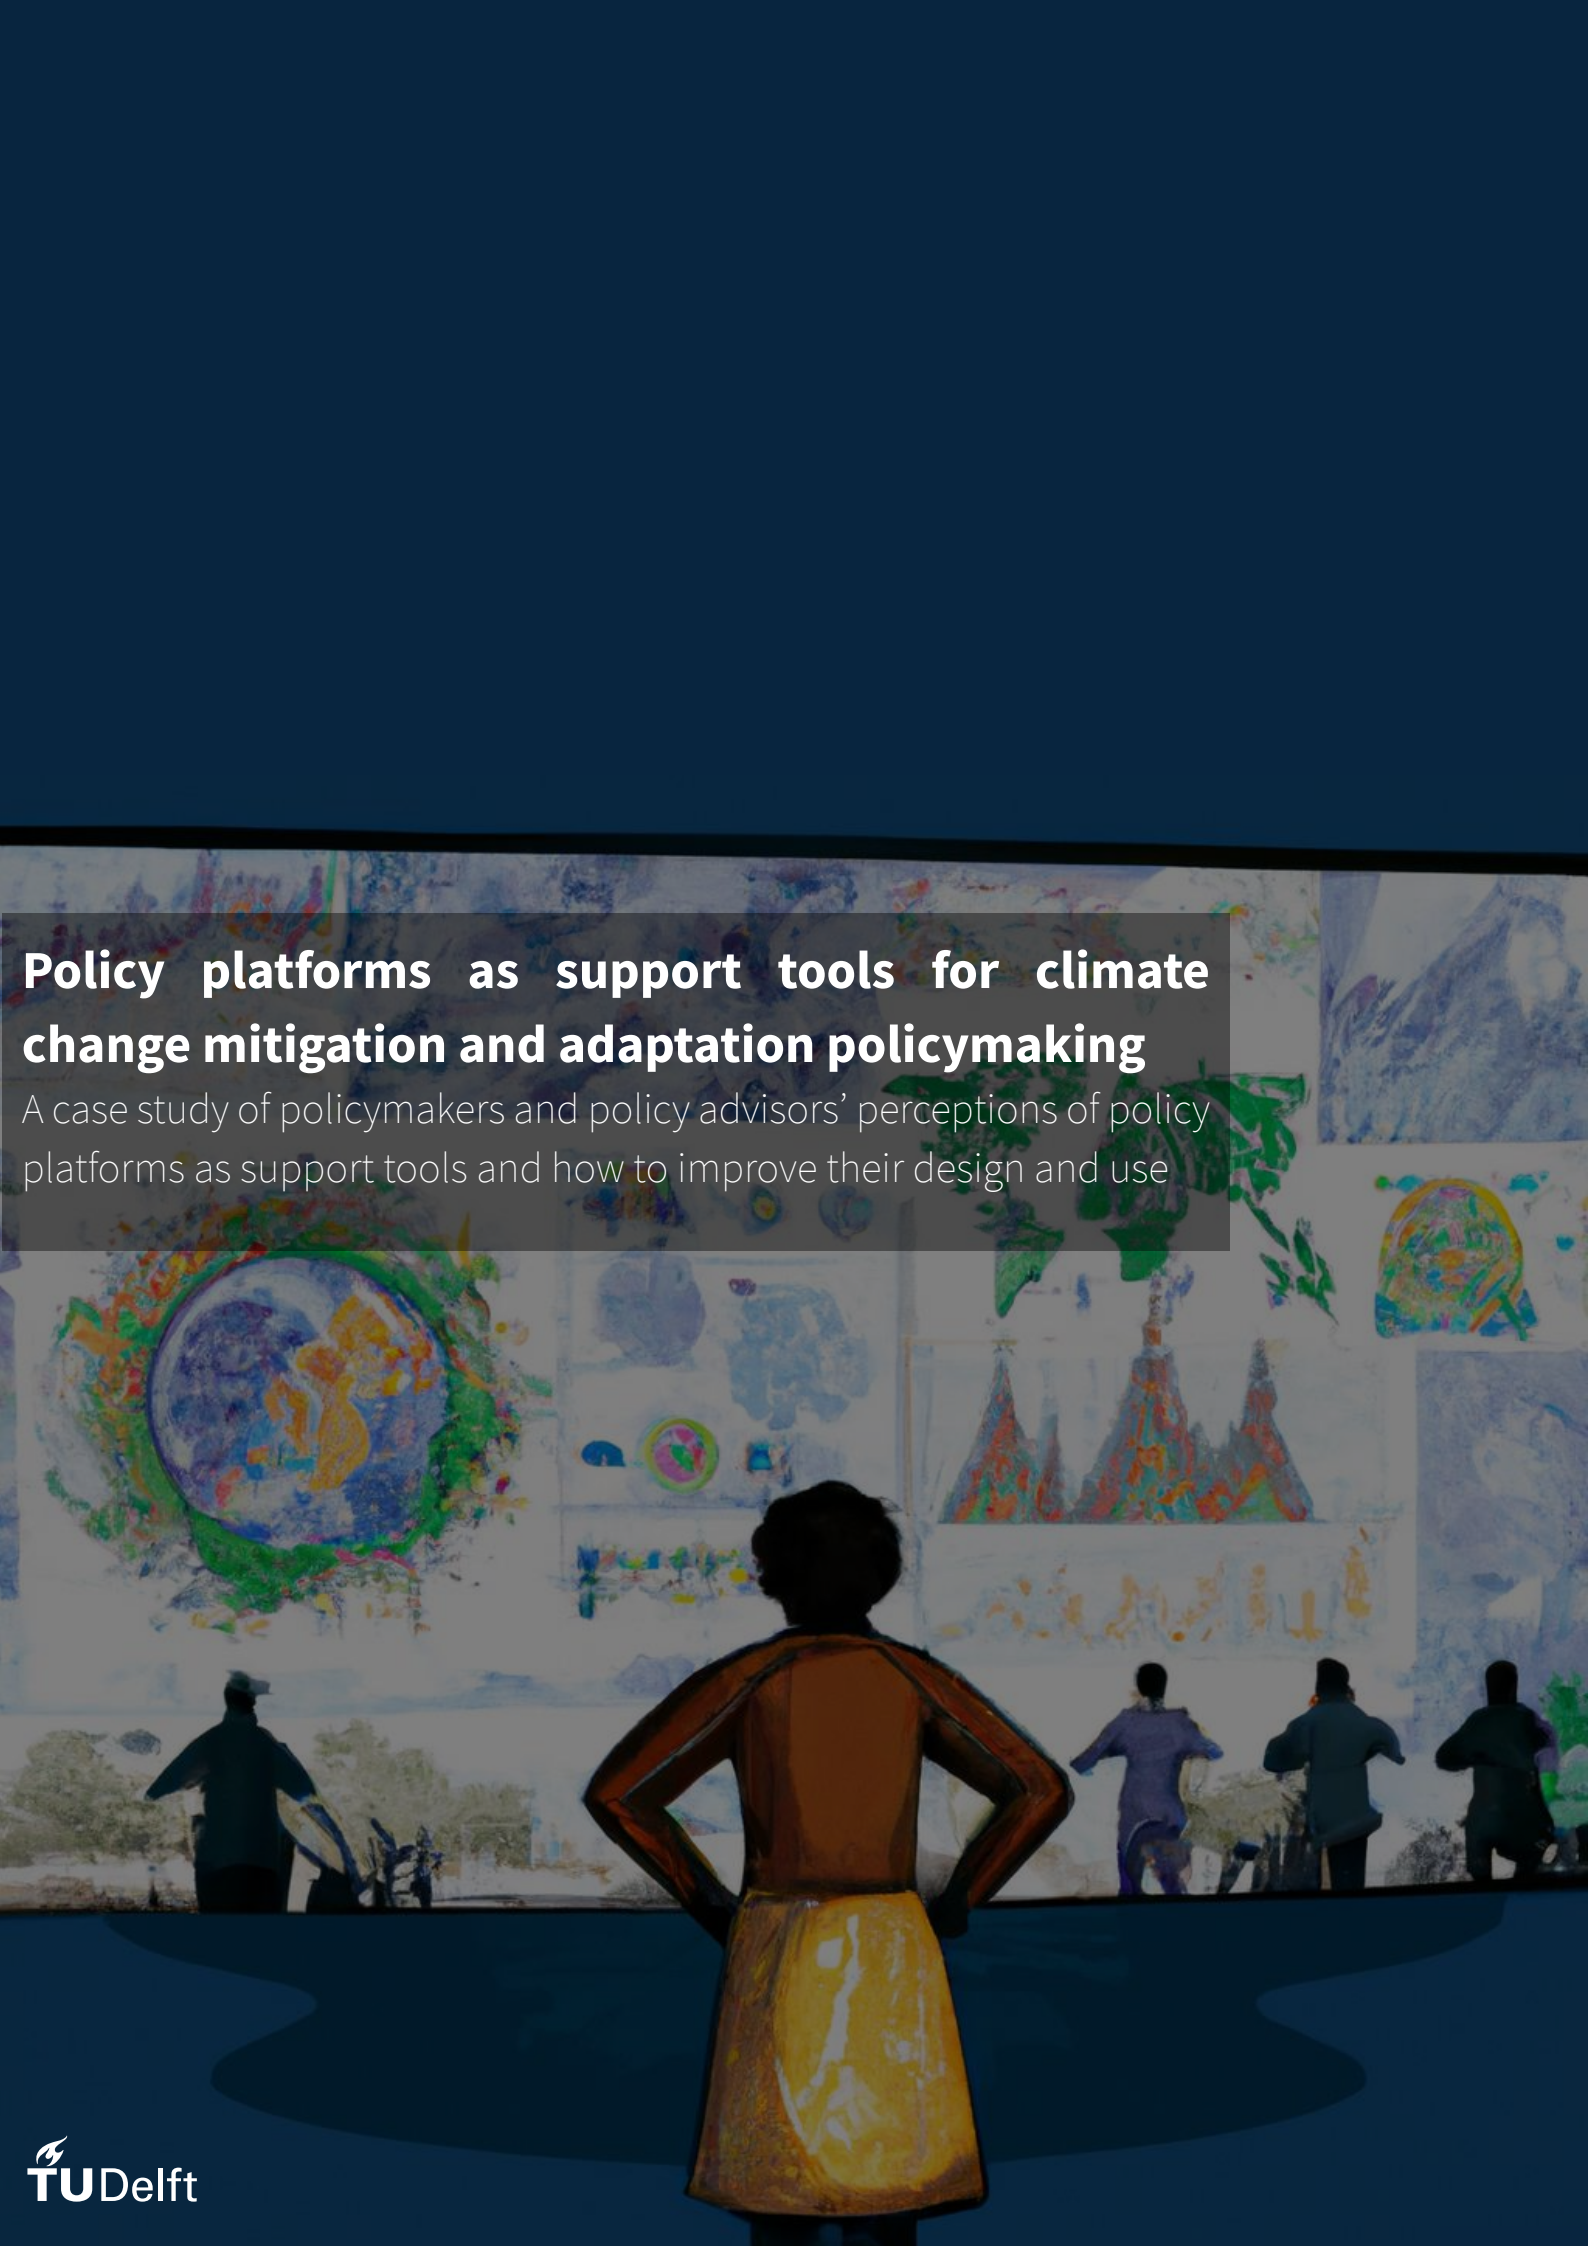 Policy platforms as support tools for climate
change mitigation and adaptation policymaking
A case study of policymakers and policy advisors’ perceptions of policy
platforms as support tools and how to improve their design and use
TUDelft